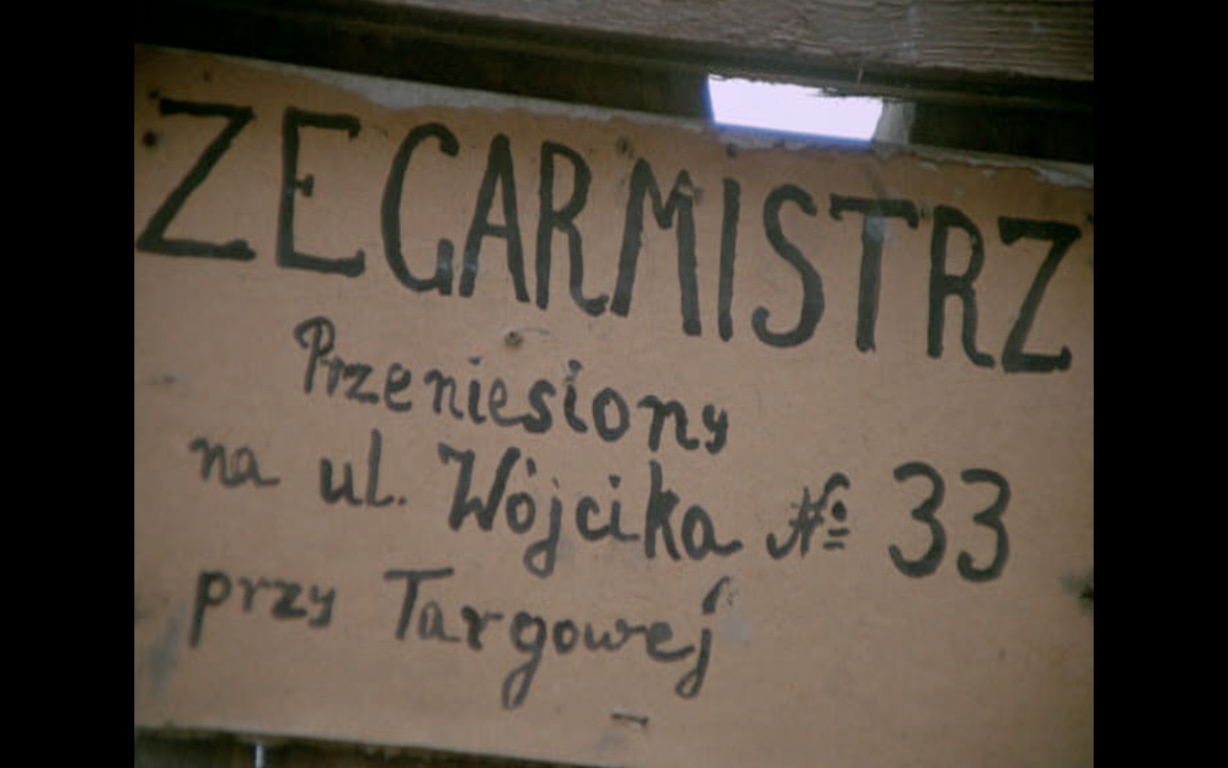 ZEGARMISTRZ
Przeniesiony
na ul. Wójcika № 33
przy Targowej